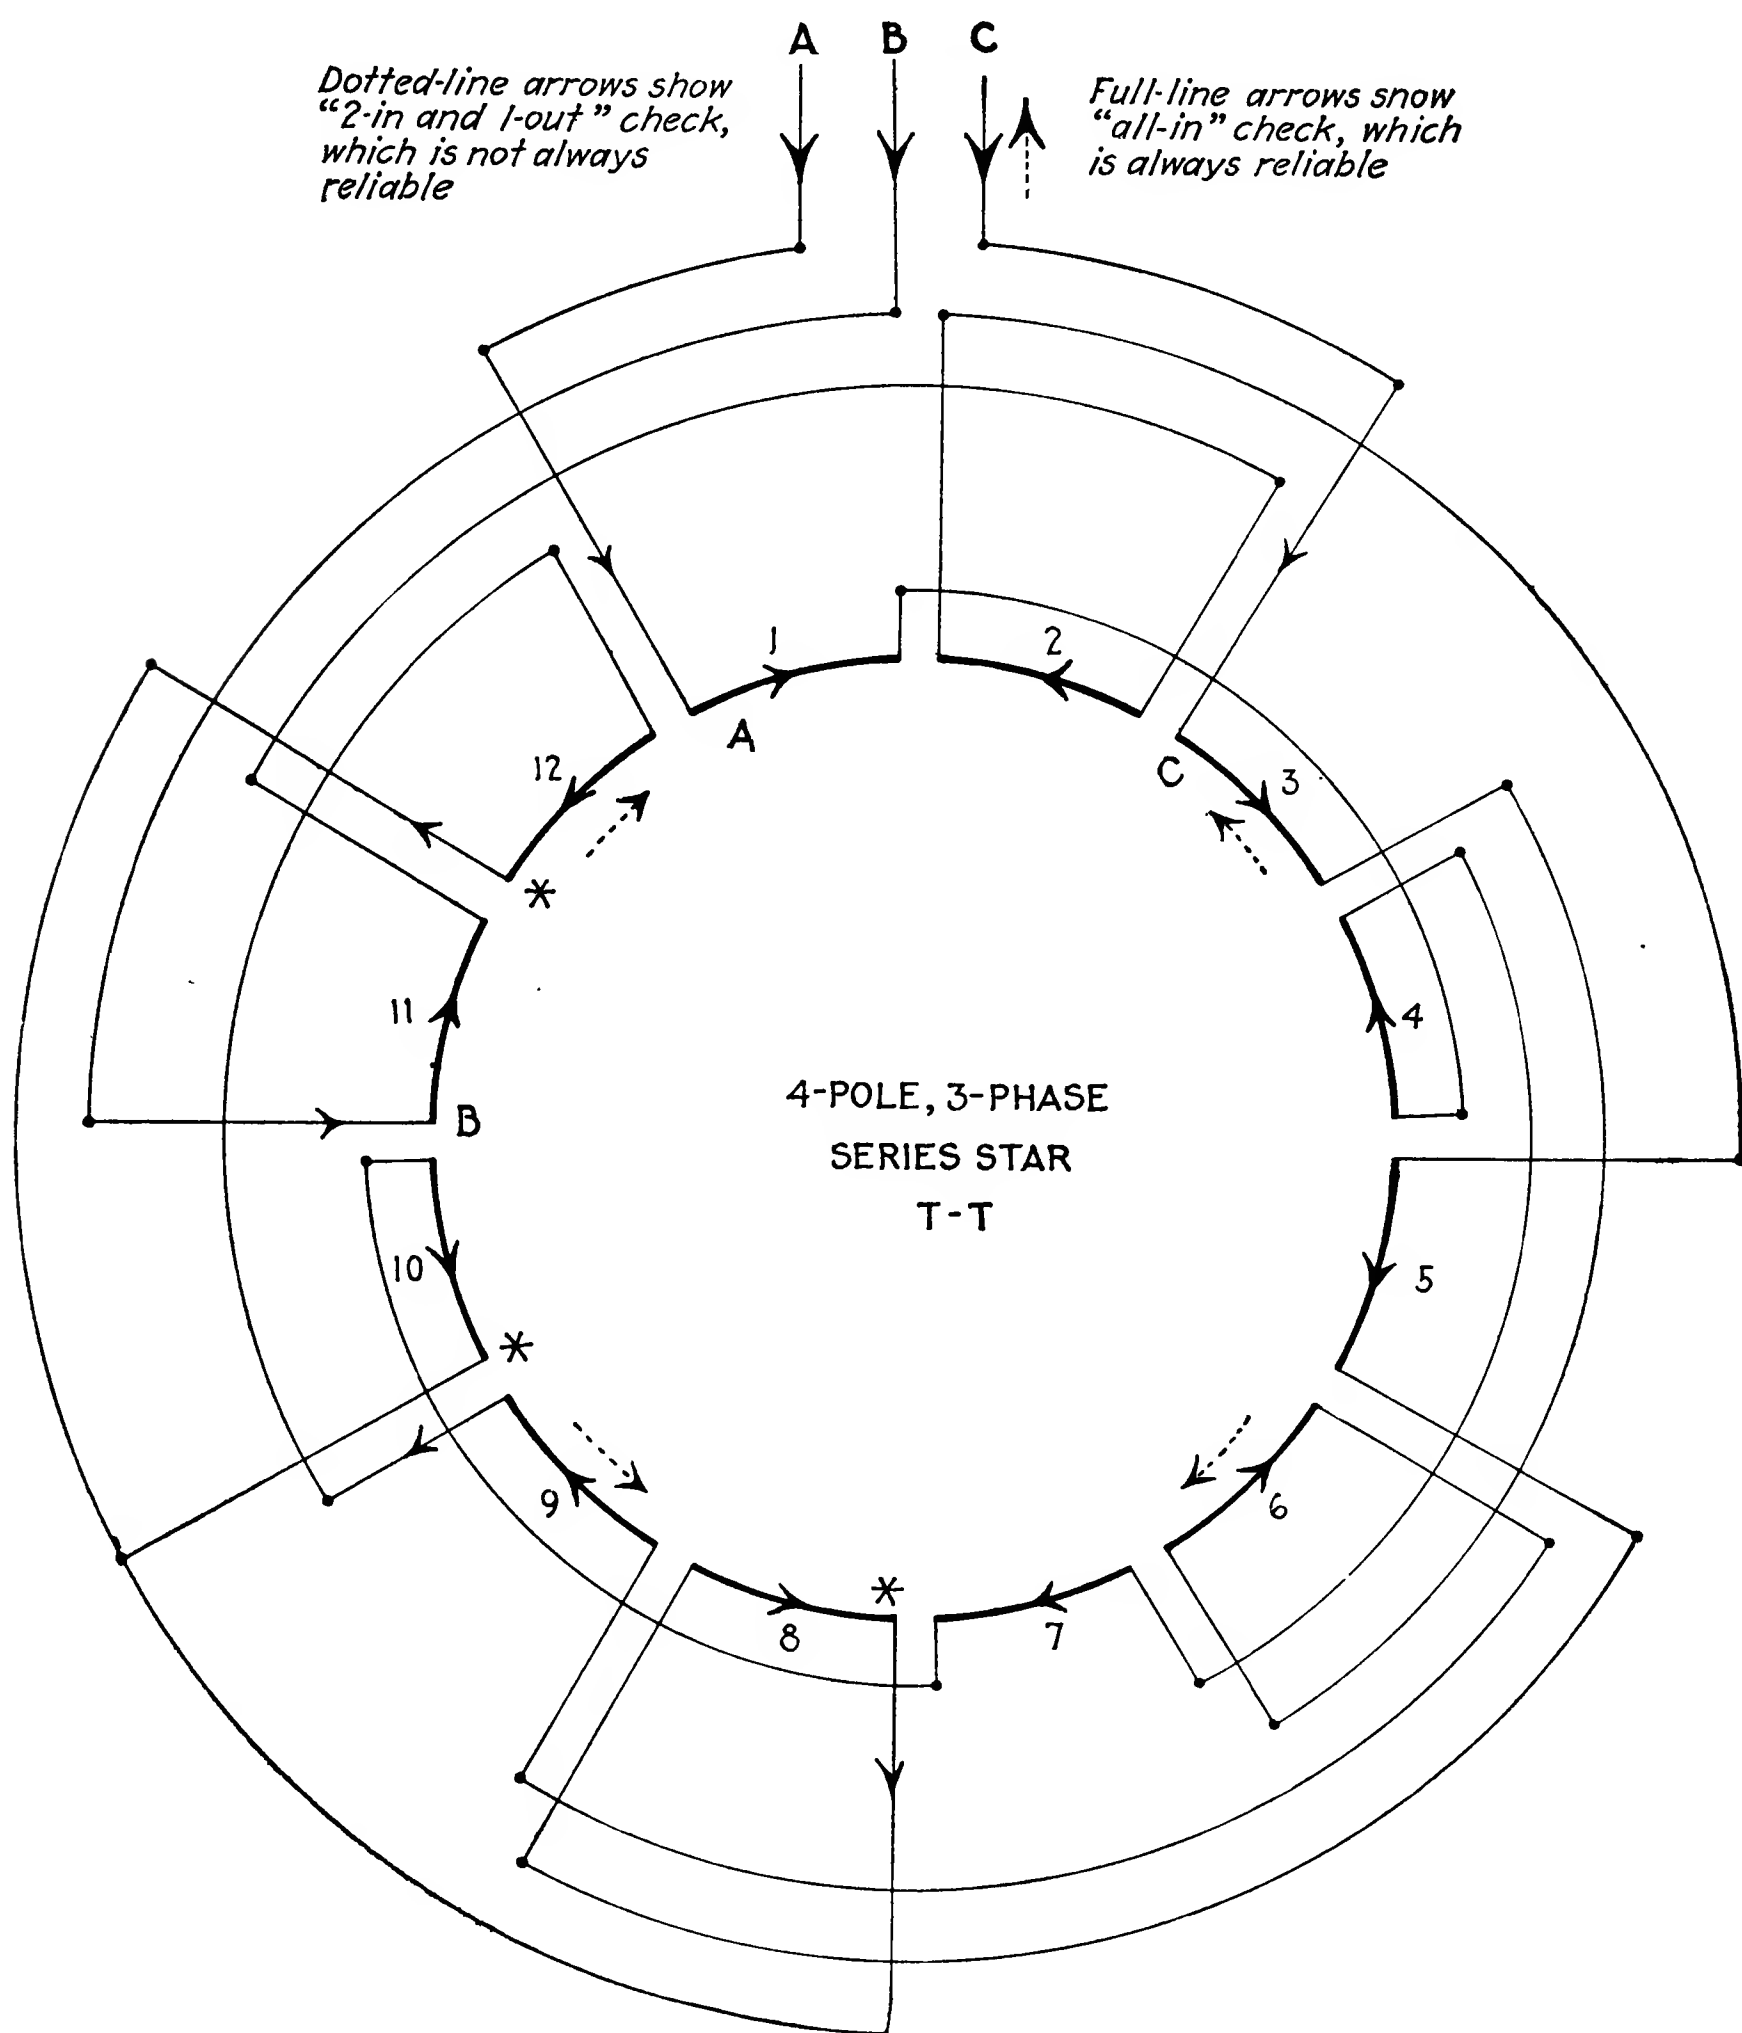 A B C
Dotted-line arrows show
“2-in and 1-out” check,
which is not always
reliable
Full-line arrows snow
“all-in” check, which
is always reliable
1
2
A
C
12
3
*
11
4
B
4-POLE, 3-PHASE
SERIES STAR
T-T
10
5
*
9
6
*
8
7